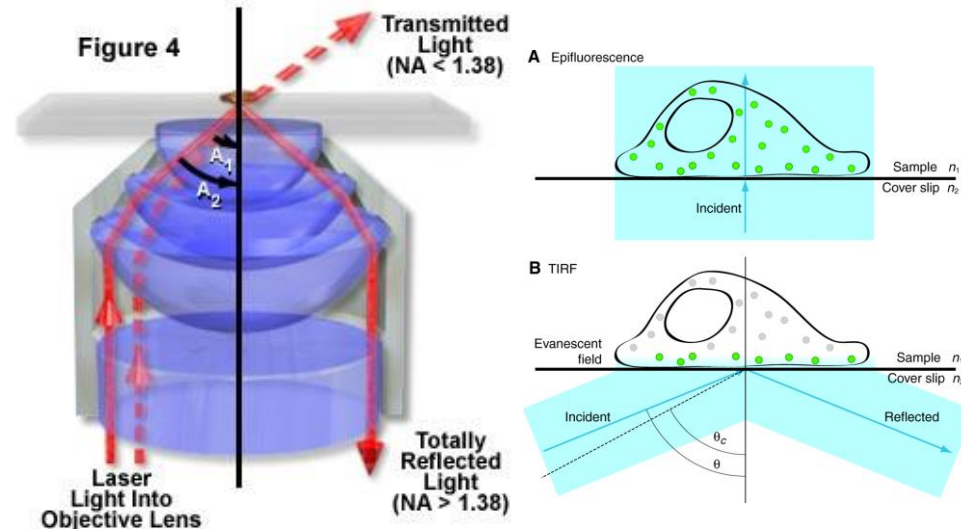 Figure 4
Transmitted
Light
(NA < 1.38)
A1
A2
Laser
Light Into
Objective Lens
Totally
Reflected
Light
(NA > 1.38)
A Epifluorescence
Sample n1
Cover slip n2
Incident
B TIRF
Evanescent
field
Sample n
Cover slip n
Incident
Reflected
θc
θ